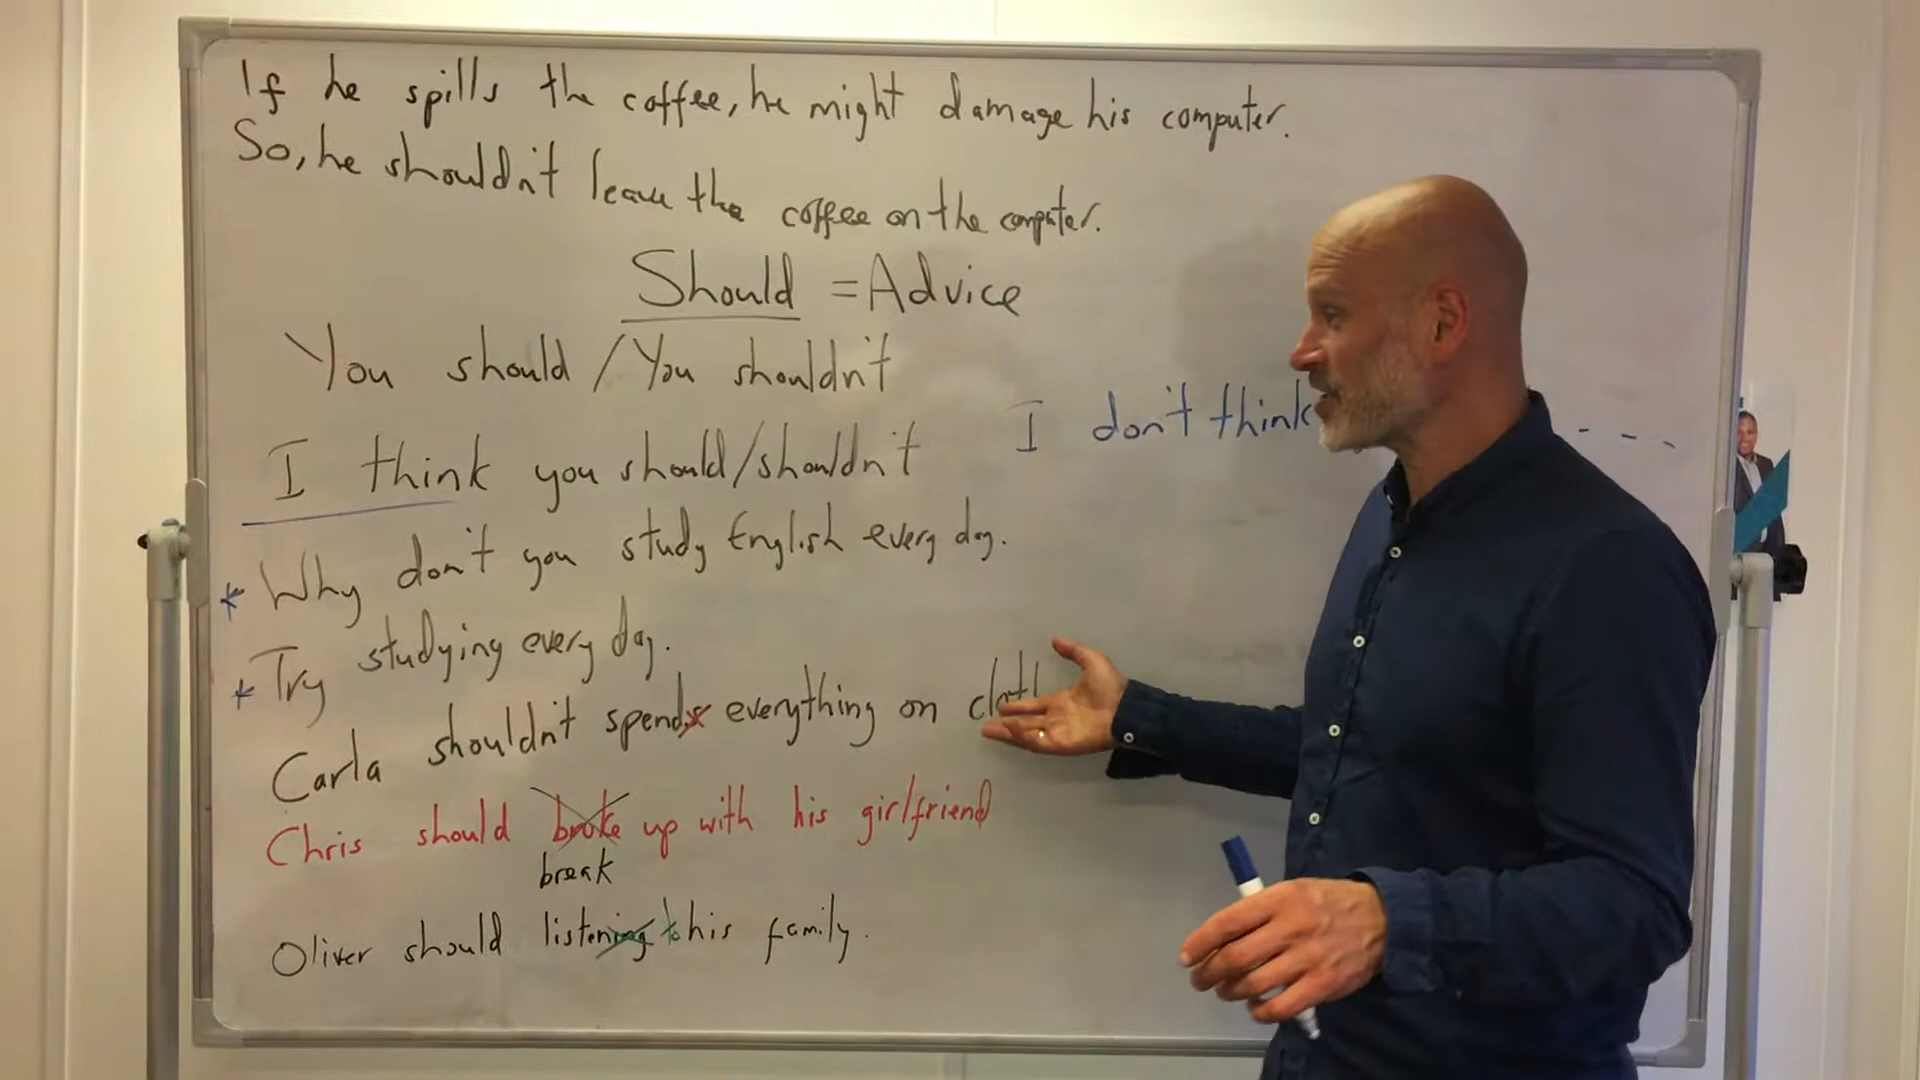 If he spills the coffee, he might damage his computer.
So, he shouldn't leave the coffee on the computer.
Should = Advice
You should / You shouldn't
I think you should/shouldn't
I don't think - - -
* Why don't you study English every day.
* Try studying every day.
Carla shouldn't spends everything on
Chris should broke up with his girlfriend
break
Oliver should listening to his family.